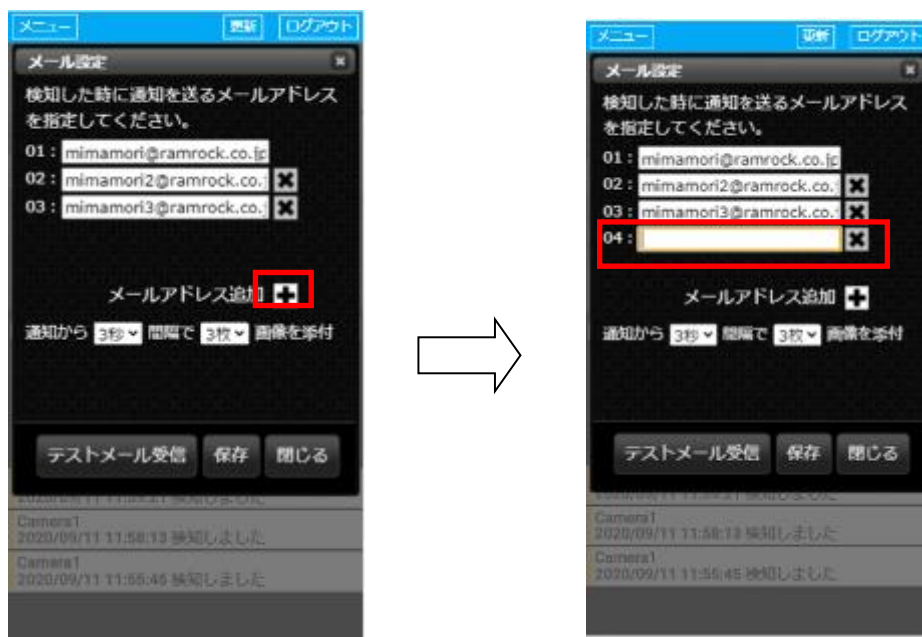 メニュー 更新 ログアウト
メール設定
検知した時に通知を送るメールアドレス
を指定してください。
01 : mimamori@ramrock.co.jp
02 : mimamori2@ramrock.co.j
03 : mimamori3@ramrock.co.j
メールアドレス追加
通知から 3秒 間隔で 3枚 画像を添付
テストメール受信 保存 閉じる
2020/09/11 11:59:21 検知しました
Camera1
2020/09/11 11:58:13 検知しました
Camera1
2020/09/11 11:55:45 検知しました
メニュー 更新 ログアウト
メール設定
検知した時に通知を送るメールアドレス
を指定してください。
01 : mimamori@ramrock.co.jp
02 : mimamori2@ramrock.co.
03 : mimamori3@ramrock.co.
04 :
メールアドレス追加
通知から 3秒 間隔で 3枚 画像を添付
テストメール受信 保存 閉じる
Camera1
2020/09/11 11:58:13 検知しました
Camera1
2020/09/11 11:55:45 検知しました